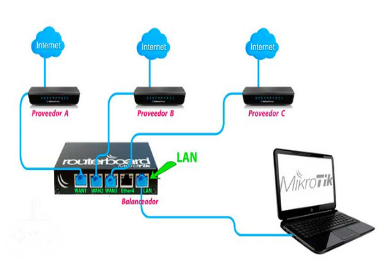 Internet
Internet
Internet
Proveedor A
Proveedor B
Proveedor C
routerboard
MikroTik
LAN
WAN1 WAN2 WAN3 Ether4 LAN
Balanceador
MikroTik